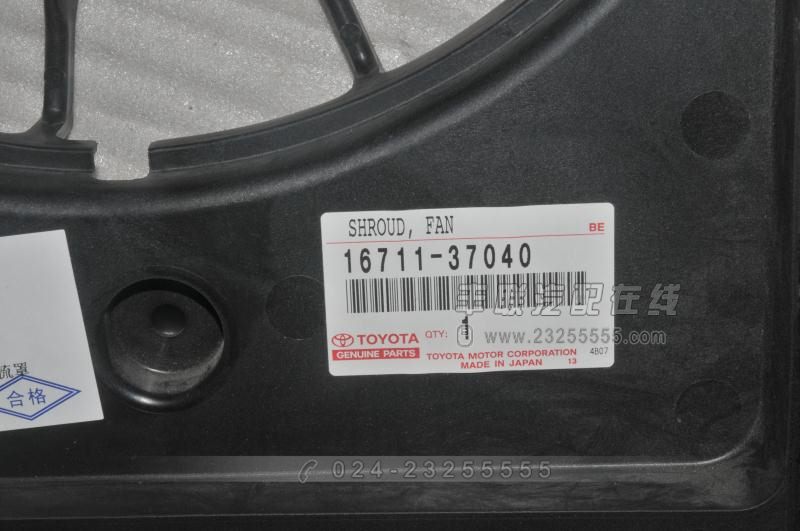 SHROUD, FAN
BE
16711-37040
丰联汽配在线
TOYOTA QTY: 1
www.23255555.com
GENUINE PARTS
TOYOTA MOTOR CORPORATION 4B07
MADE IN JAPAN 13
流罩
合格
024-23255555